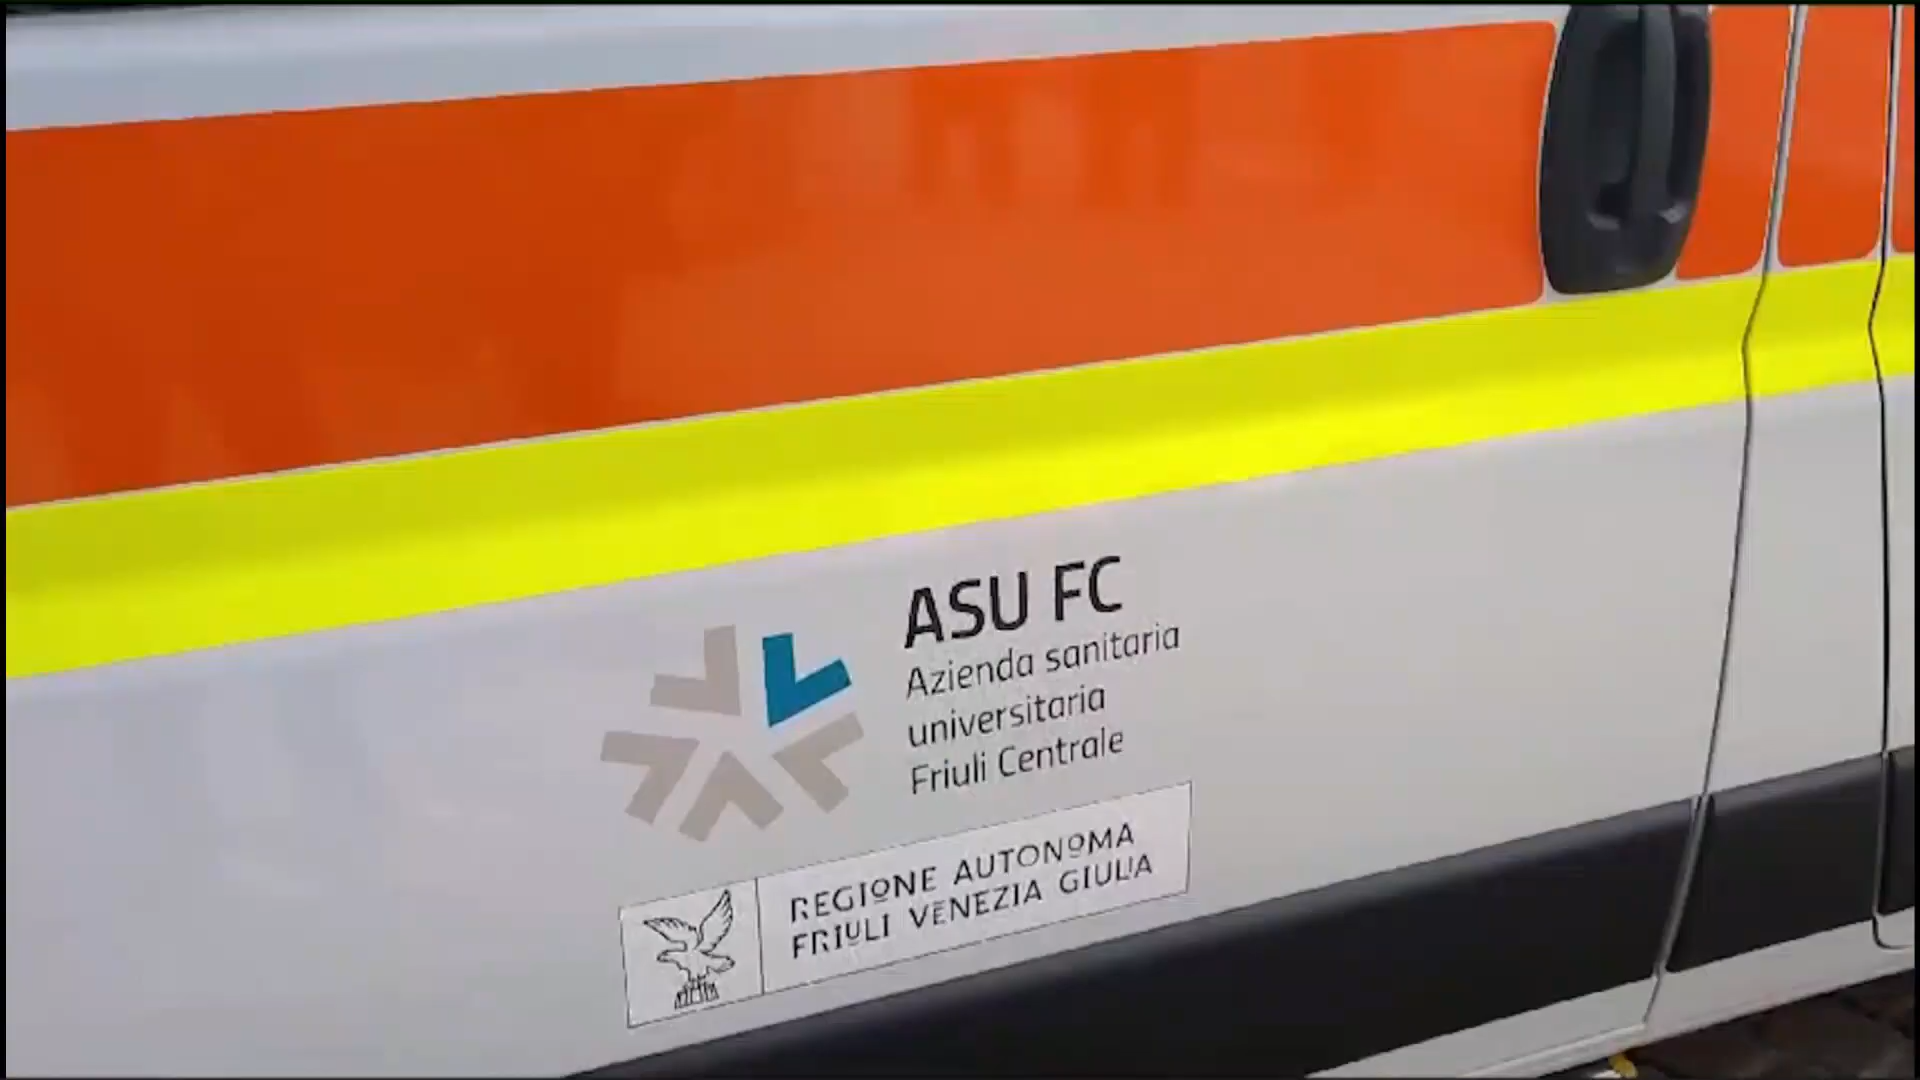 ASU FC
Azienda sanitaria
universitaria
Friuli Centrale
REGIONE AUTONOMA
FRIULI VENEZIA GIULIA